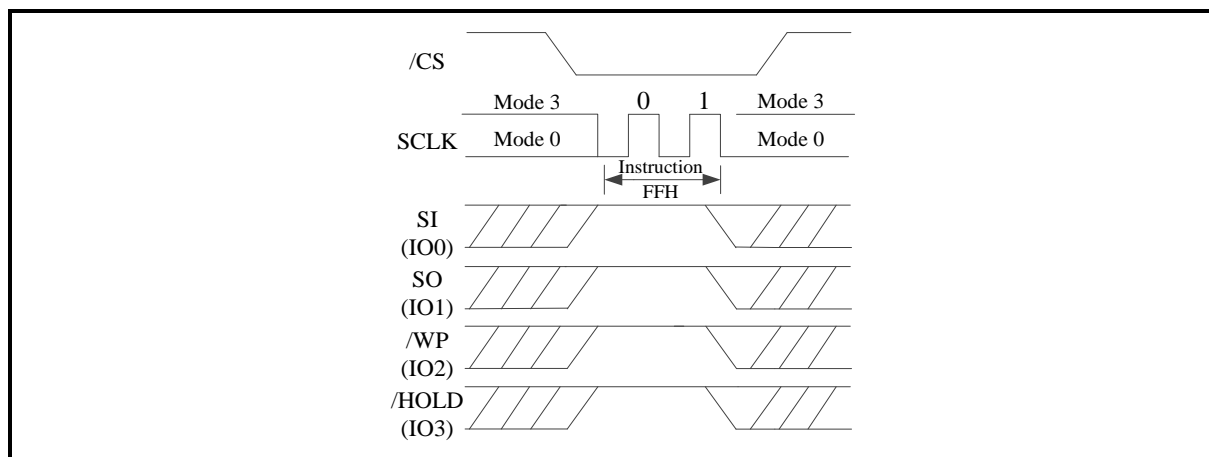 /CS
Mode 3 0 1 Mode 3
SCLK Mode 0 Mode 0
Instruction
FFH
SI
(IO0)
SO
(IO1)
/WP
(IO2)
/HOLD
(IO3)